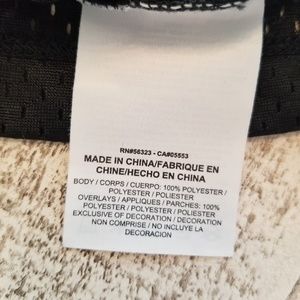 RN#56323 - CA#05553
MADE IN CHINA/FABRIQUE EN
CHINE/HECHO EN CHINA
BODY / CORPS / CUERPO: 100% POLYESTER /
POLYESTER / POLIESTER
OVERLAYS / APPLIQUES / PARCHES: 100%
POLYESTER / POLYESTER / POLIESTER
EXCLUSIVE OF DECORATION / DECORATION
NON COMPRISE / NO INCLUYE LA
DECORACION